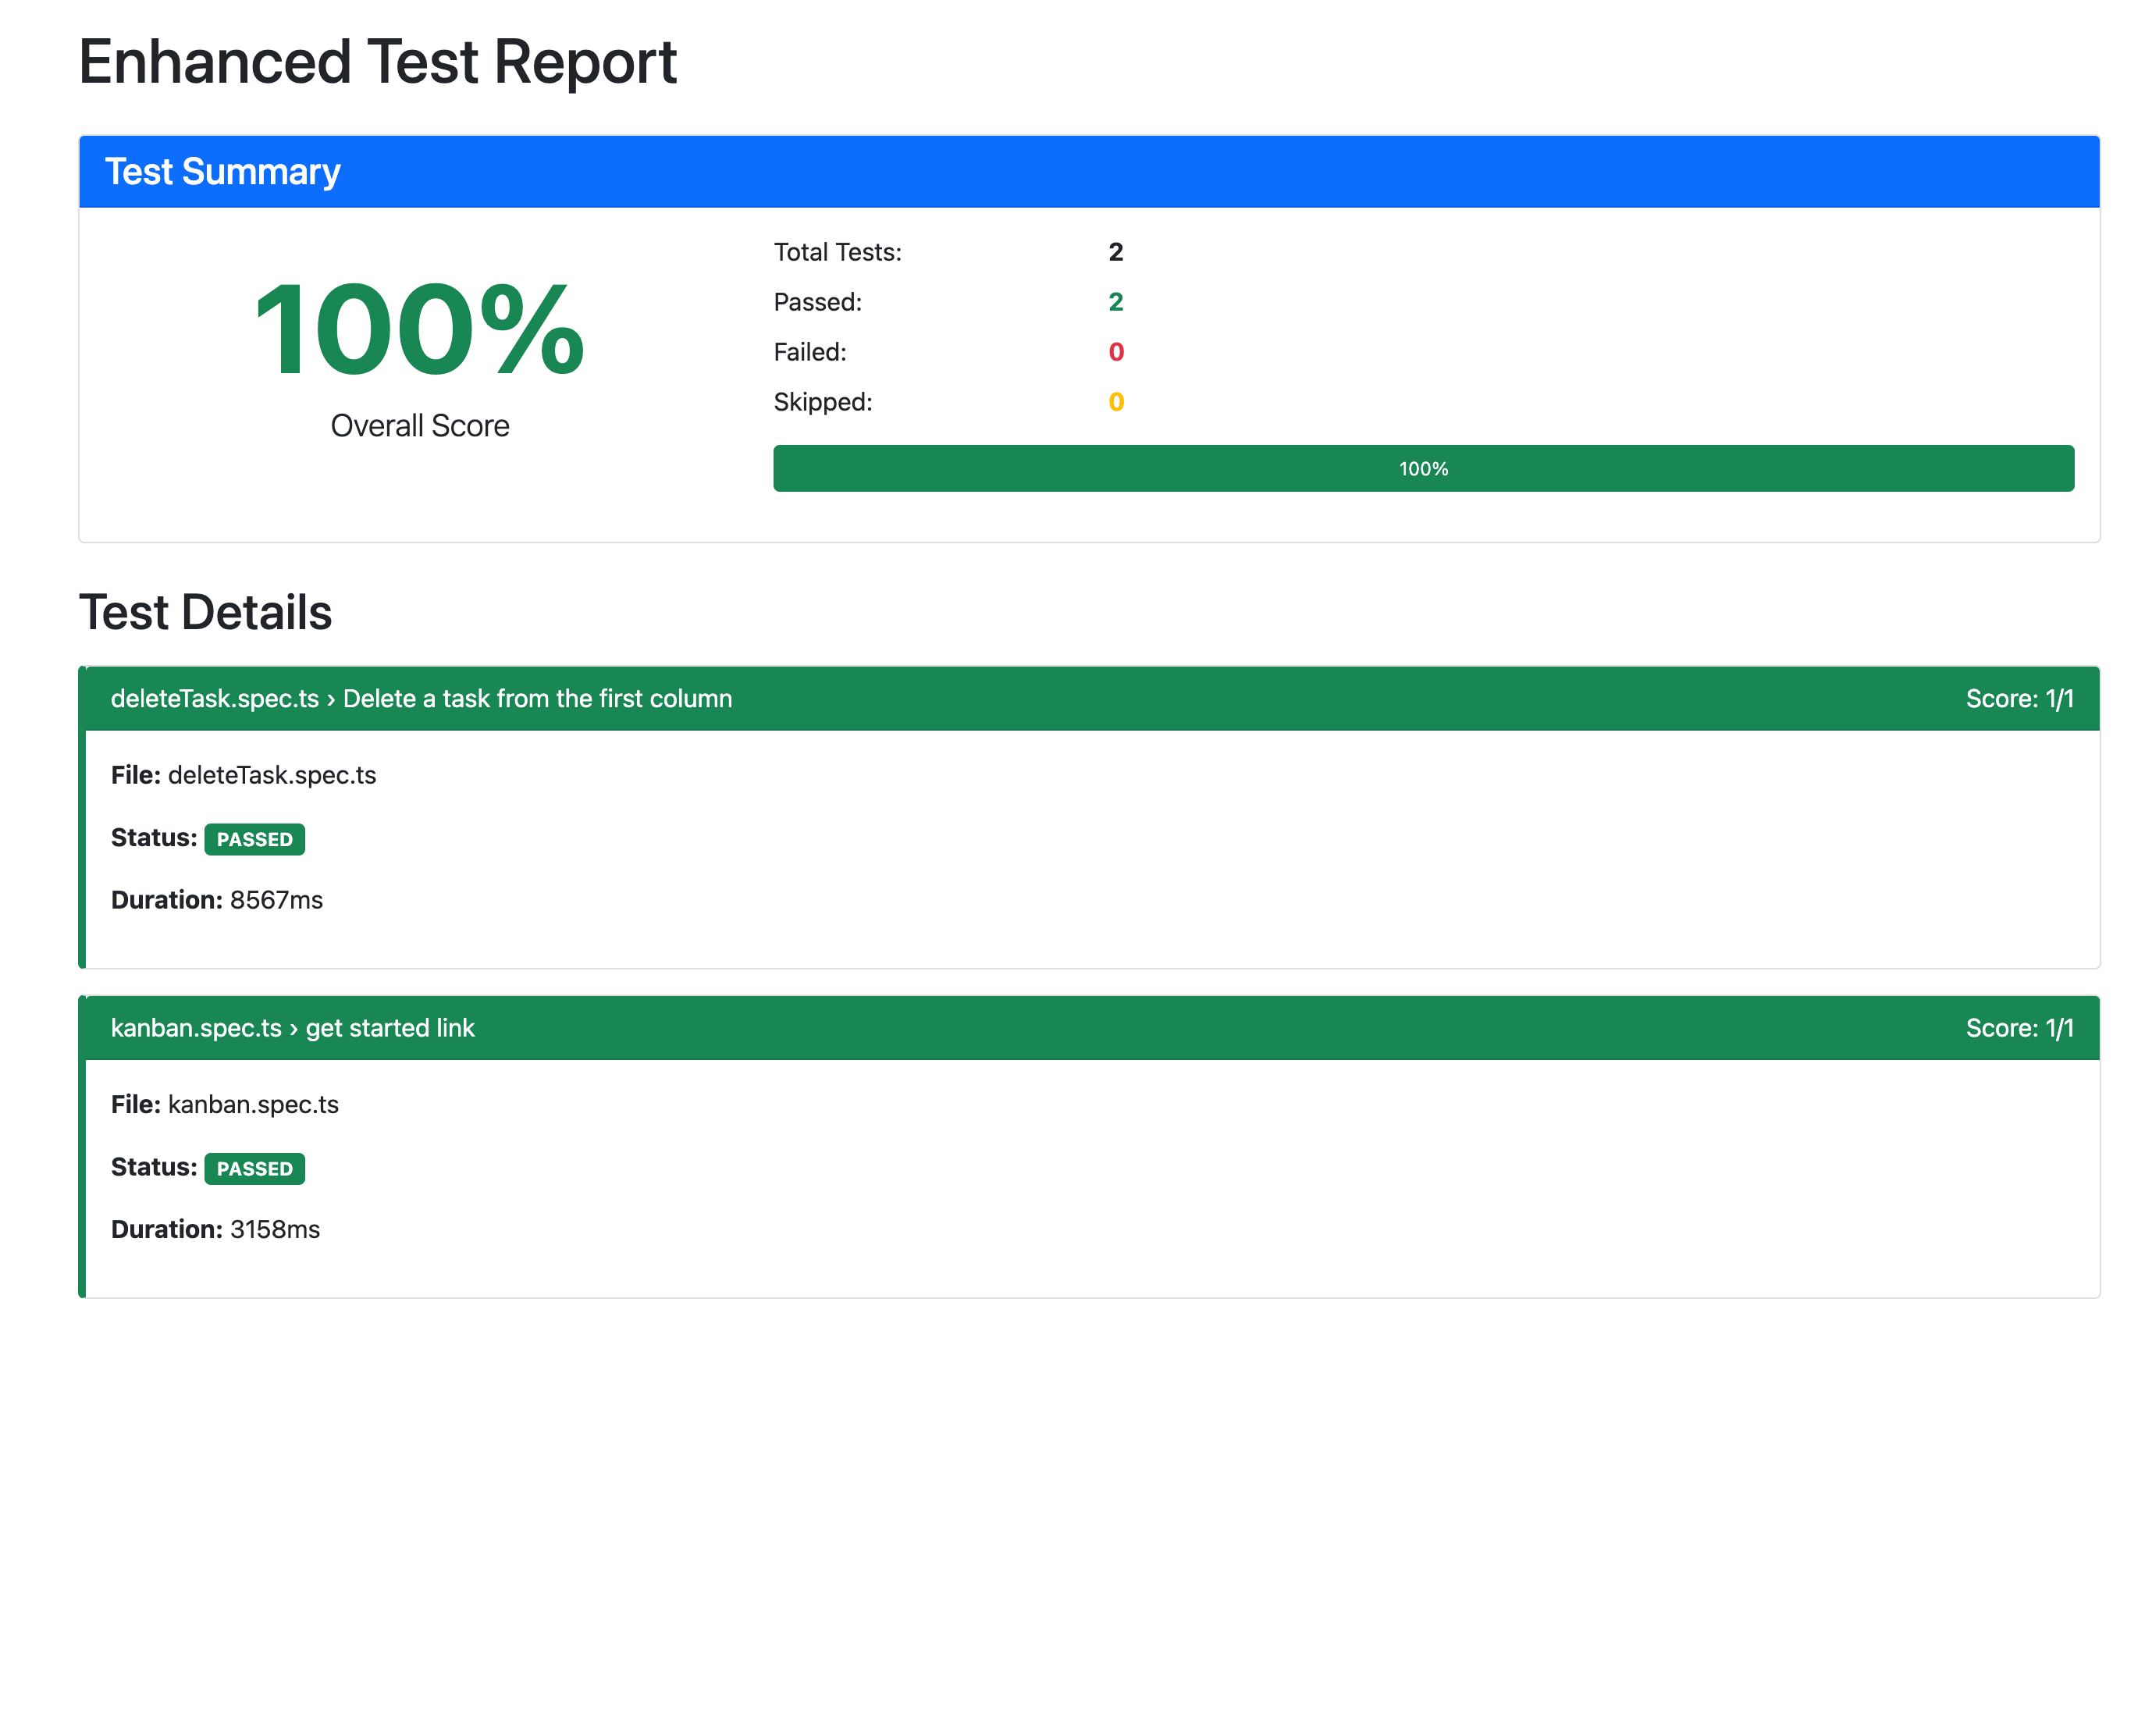 Enhanced Test Report
Test Summary
100%
Overall Score
Total Tests: 2
Passed: 2
Failed: 0
Skipped: 0
100%
Test Details
deleteTask.spec.ts › Delete a task from the first column Score: 1/1
File: deleteTask.spec.ts
Status: PASSED
Duration: 8567ms
kanban.spec.ts › get started link Score: 1/1
File: kanban.spec.ts
Status: PASSED
Duration: 3158ms